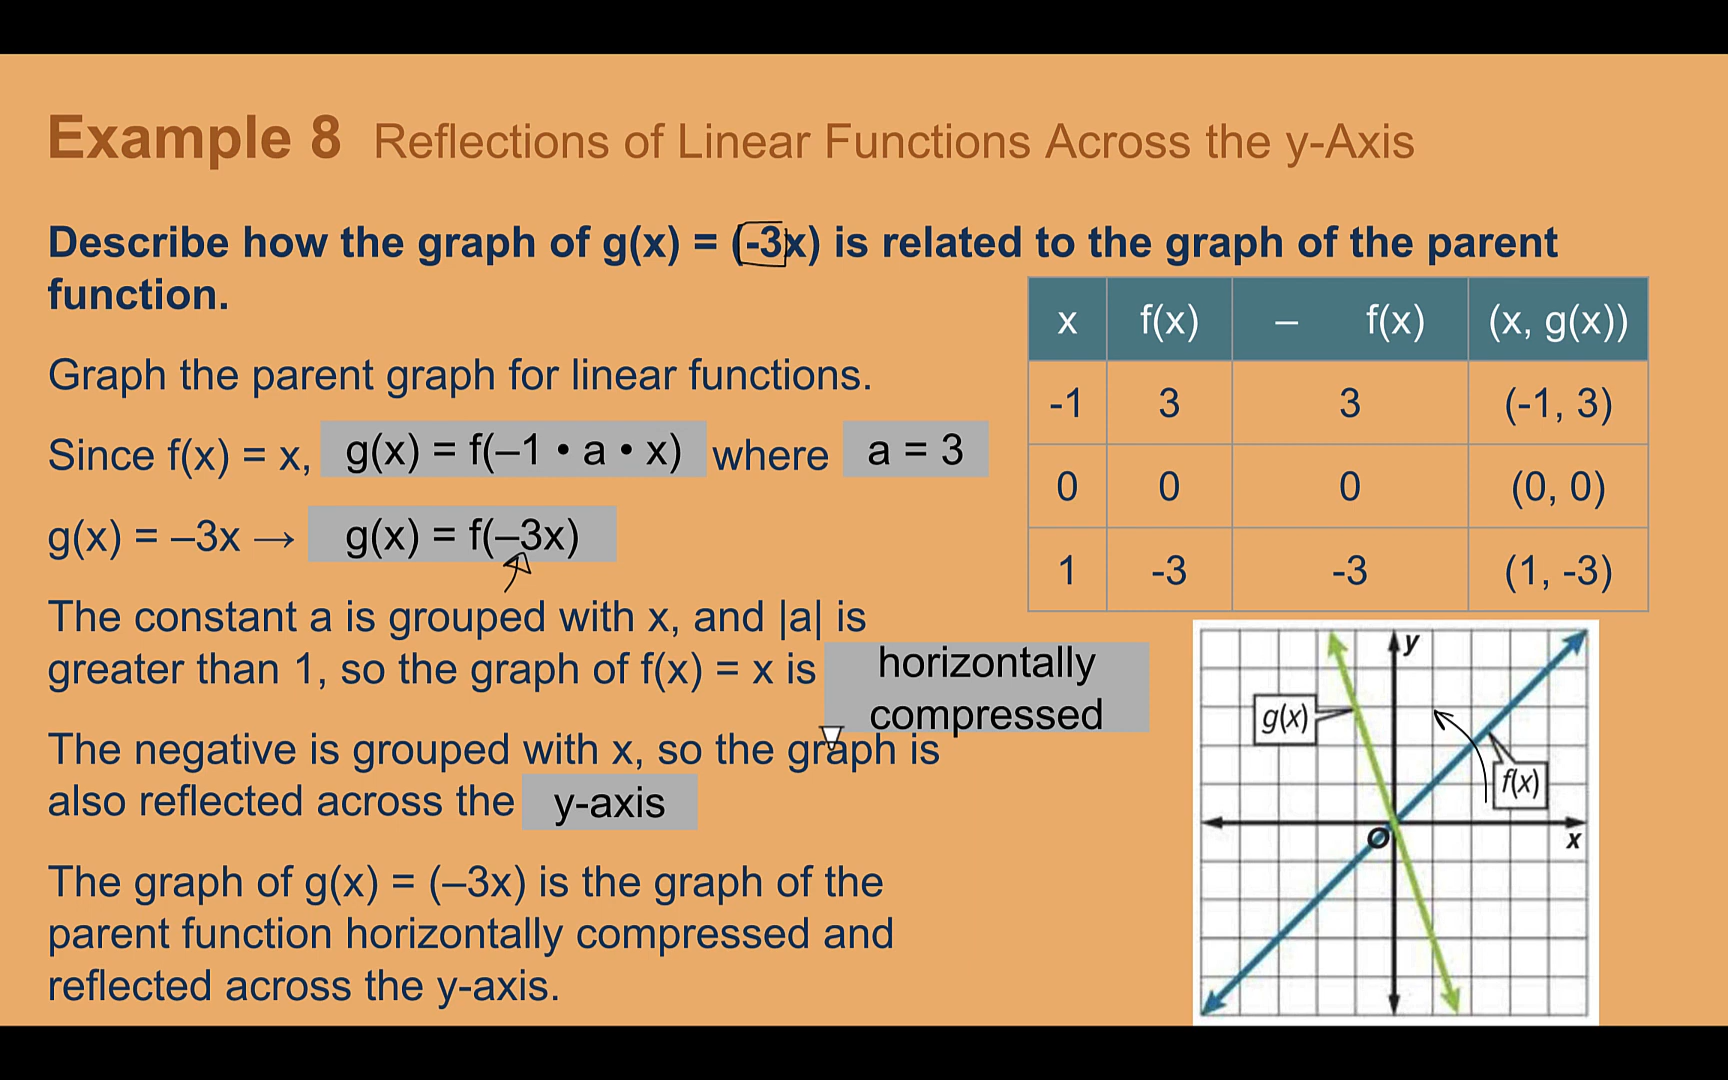 Example 8 Reflections of Linear Functions Across the y-Axis
Describe how the graph of g(x) = (-3x) is related to the graph of the parent
function.
Graph the parent graph for linear functions.
Since f(x) = x, g(x) = f(–1 • a • x) where a = 3
g(x) = –3x → g(x) = f(–3x)
The constant a is grouped with x, and |a| is
greater than 1, so the graph of f(x) = x is horizontally
compressed
The negative is grouped with x, so the graph is
also reflected across the y-axis
The graph of g(x) = (–3x) is the graph of the
parent function horizontally compressed and
reflected across the y-axis.
x f(x) – f(x) (x, g(x))
-1 3 3 (-1, 3)
0 0 0 (0, 0)
1 -3 -3 (1, -3)
y
g(x)
f(x)
O
x